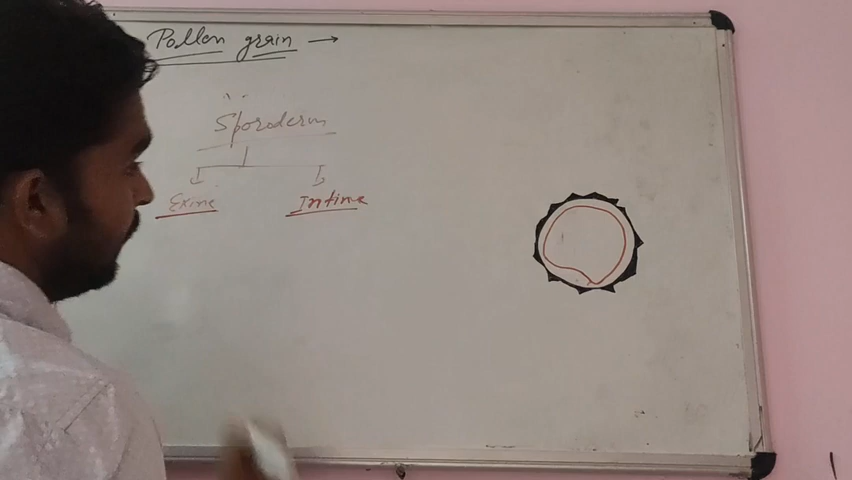 Pollen grain →
Sporoderm
Exine Intine